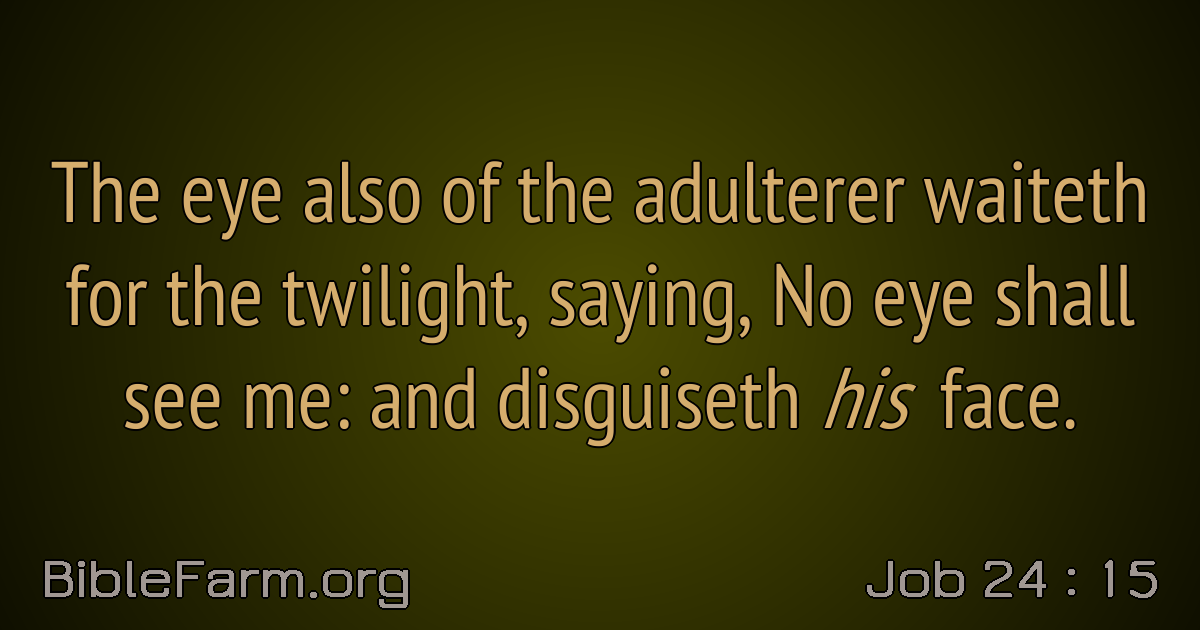 The eye also of the adulterer waiteth
for the twilight, saying, No eye shall
see me: and disguiseth his face.
BibleFarm.org
Job 24 : 15